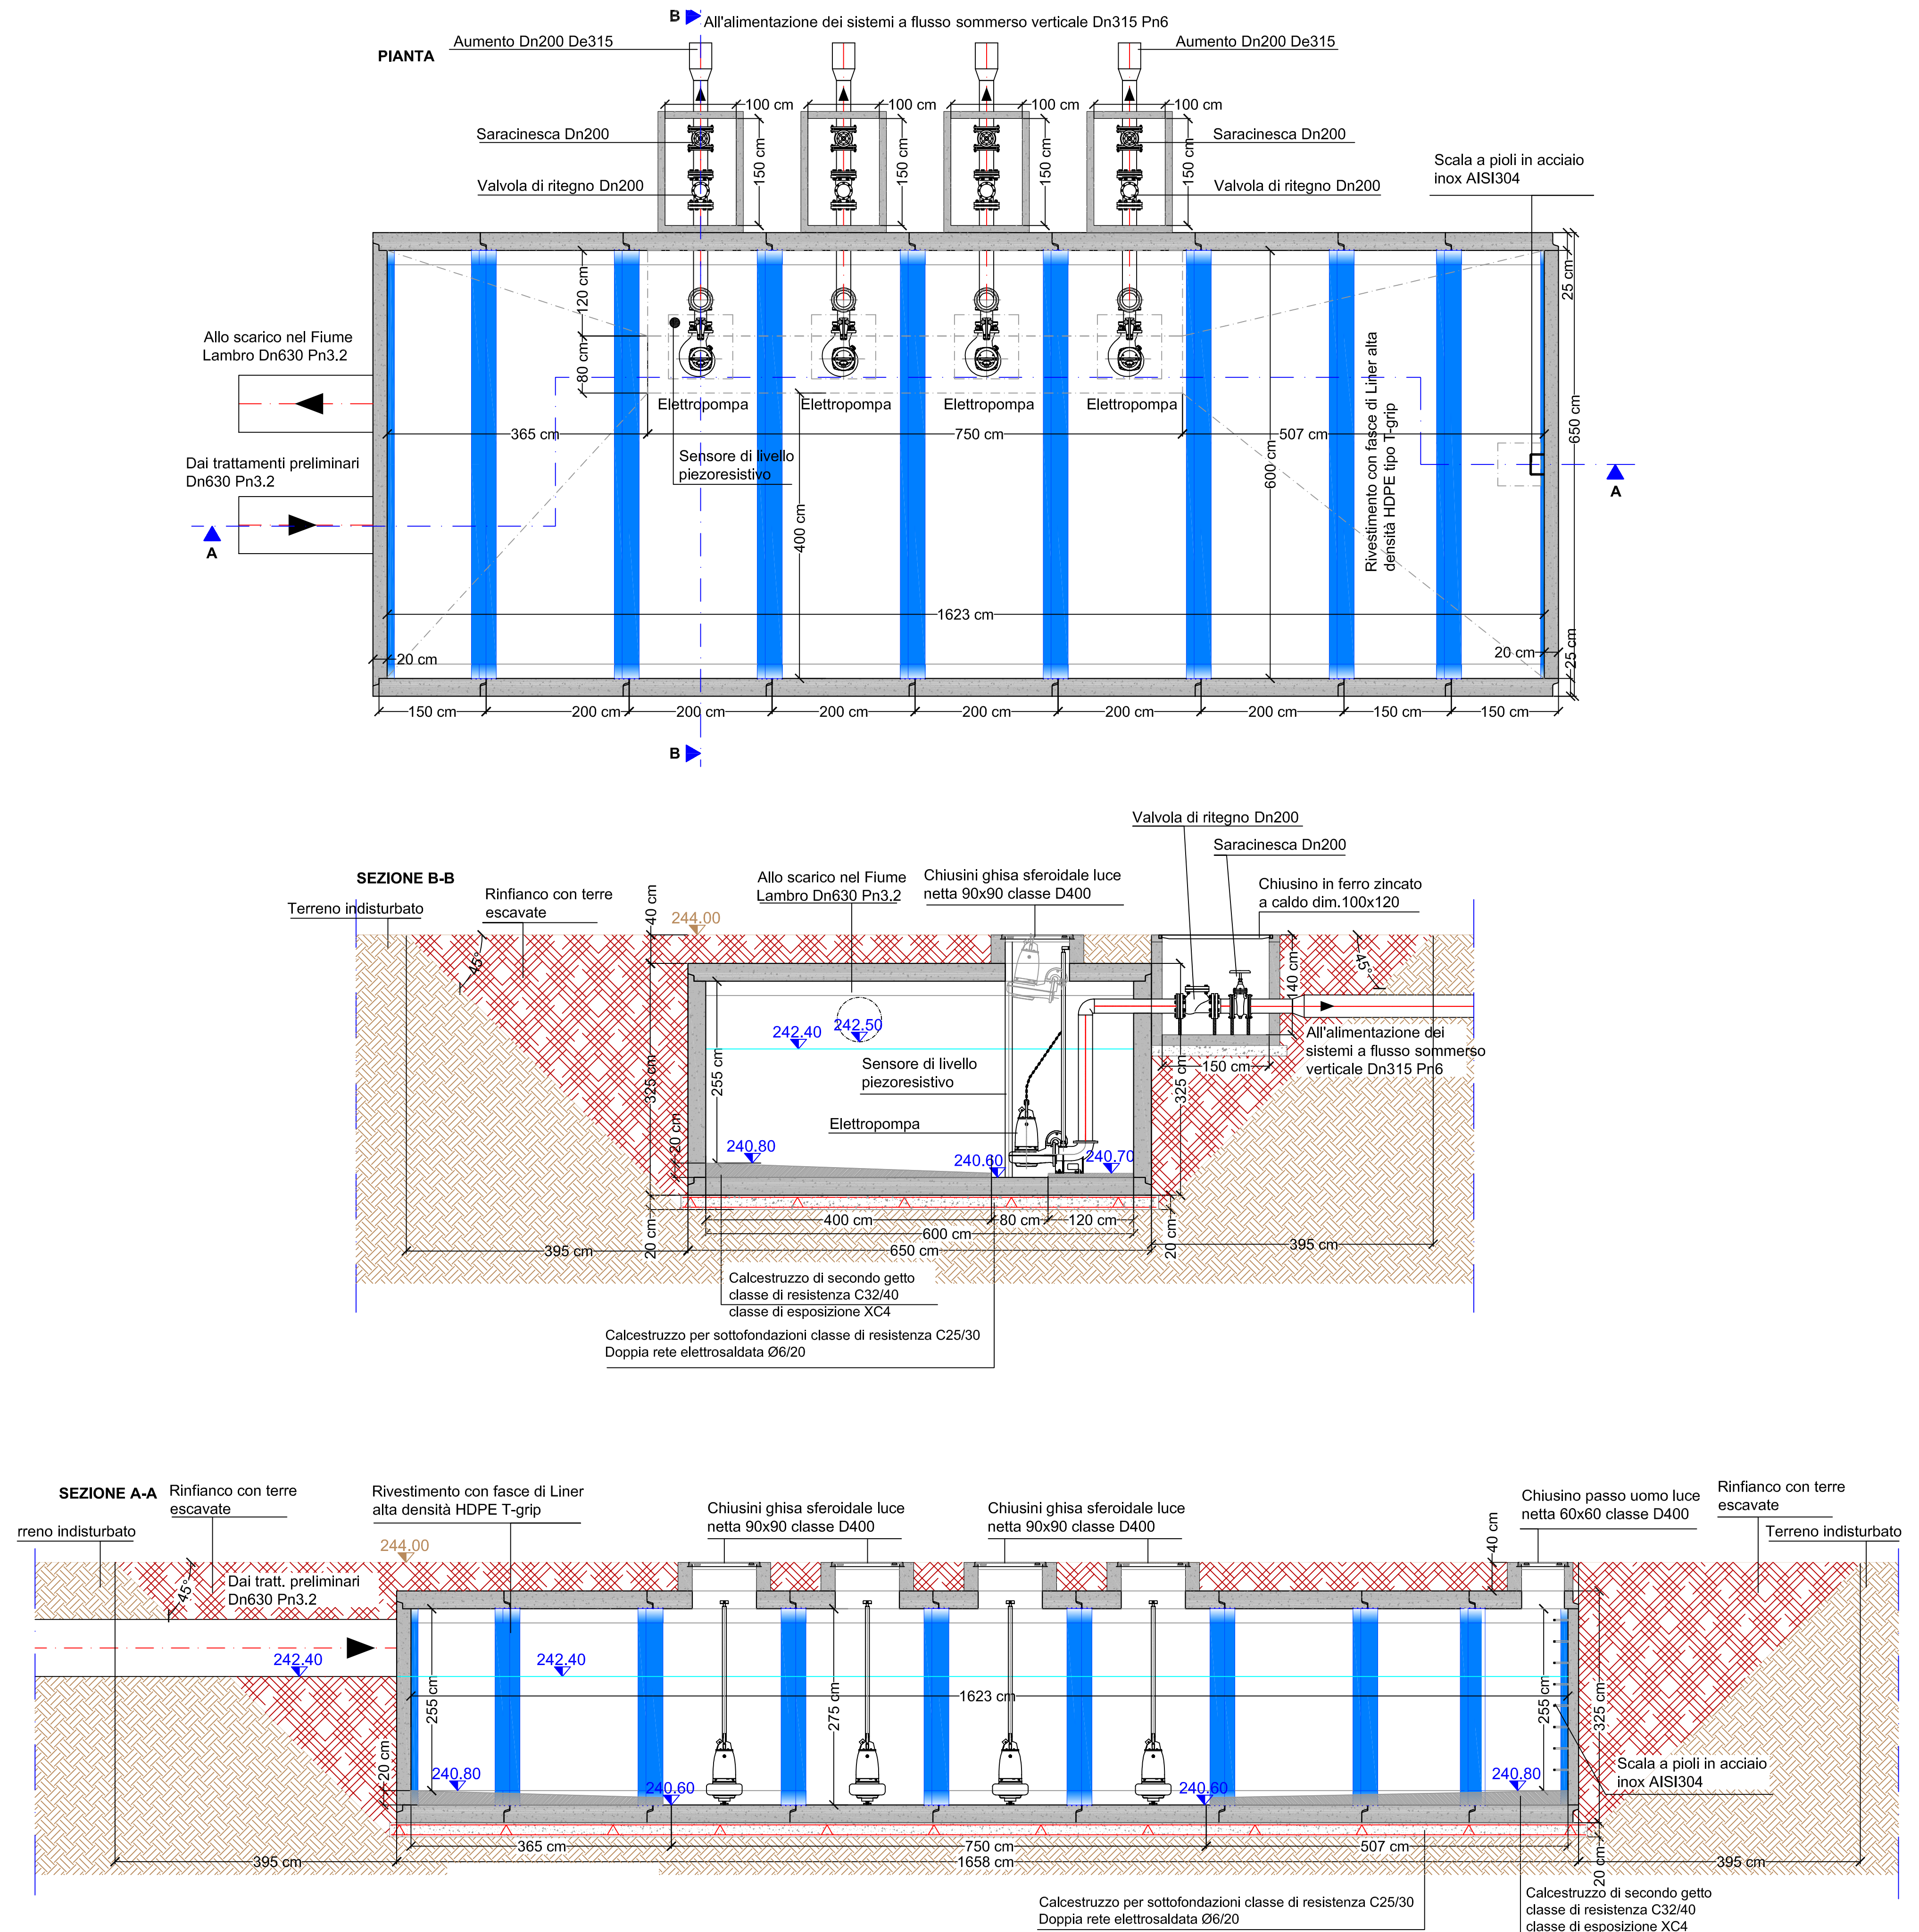 B
All'alimentazione dei sistemi a flusso sommerso verticale Dn315 Pn6
Aumento Dn200 De315
Aumento Dn200 De315
PIANTA
100 cm
100 cm
100 cm
100 cm
Saracinesca Dn200
Saracinesca Dn200
150 cm
150 cm
150 cm
150 cm
Scala a pioli in acciaio
inox AISI304
Valvola di ritegno Dn200
Valvola di ritegno Dn200
25 cm
120 cm
80 cm
Allo scarico nel Fiume
Lambro Dn630 Pn3.2
Elettropompa
Elettropompa
Elettropompa
Elettropompa
Rivestimento con fasce di Liner alta
densità HDPE tipo T-grip
650 cm
365 cm
750 cm
507 cm
600 cm
Sensore di livello
piezoresistivo
Dai trattamenti preliminari
Dn630 Pn3.2
A
A
400 cm
1623 cm
20 cm
20 cm
25 cm
150 cm
200 cm
200 cm
200 cm
200 cm
200 cm
200 cm
150 cm
150 cm
B
Valvola di ritegno Dn200
Saracinesca Dn200
SEZIONE B-B
Terreno indisturbato
Rinfianco con terre
escavate
40 cm
244.00
Allo scarico nel Fiume
Lambro Dn630 Pn3.2
Chiusini ghisa sferoidale luce
netta 90x90 classe D400
Chiusino in ferro zincato
a caldo dim.100x120
45°
45°
140 cm
242.40
242.50
All'alimentazione dei
sistemi a flusso sommerso
verticale Dn315 Pn6
Sensore di livello
piezoresistivo
150 cm
325 cm
255 cm
325 cm
Elettropompa
20 cm
240.80
240.60
240.70
400 cm
80 cm
120 cm
600 cm
650 cm
395 cm
395 cm
20 cm
20 cm
Calcestruzzo di secondo getto
classe di resistenza C32/40
classe di esposizione XC4
Calcestruzzo per sottofondazioni classe di resistenza C25/30
Doppia rete elettrosaldata Ø6/20
SEZIONE A-A
Rinfianco con terre
escavate
rreno indisturbato
Rivestimento con fasce di Liner
alta densità HDPE T-grip
Chiusini ghisa sferoidale luce
netta 90x90 classe D400
Chiusini ghisa sferoidale luce
netta 90x90 classe D400
Chiusino passo uomo luce
netta 60x60 classe D400
Rinfianco con terre
escavate
Terreno indisturbato
244.00
40 cm
45°
Dai tratt. preliminari
Dn630 Pn3.2
242.40
242.40
255 cm
1623 cm
275 cm
255 cm
325 cm
20 cm
240.80
240.60
240.60
240.80
Scala a pioli in acciaio
inox AISI304
365 cm
750 cm
507 cm
395 cm
1658 cm
395 cm
20 cm
Calcestruzzo per sottofondazioni classe di resistenza C25/30
Doppia rete elettrosaldata Ø6/20
Calcestruzzo di secondo getto
classe di resistenza C32/40
classe di esposizione XC4